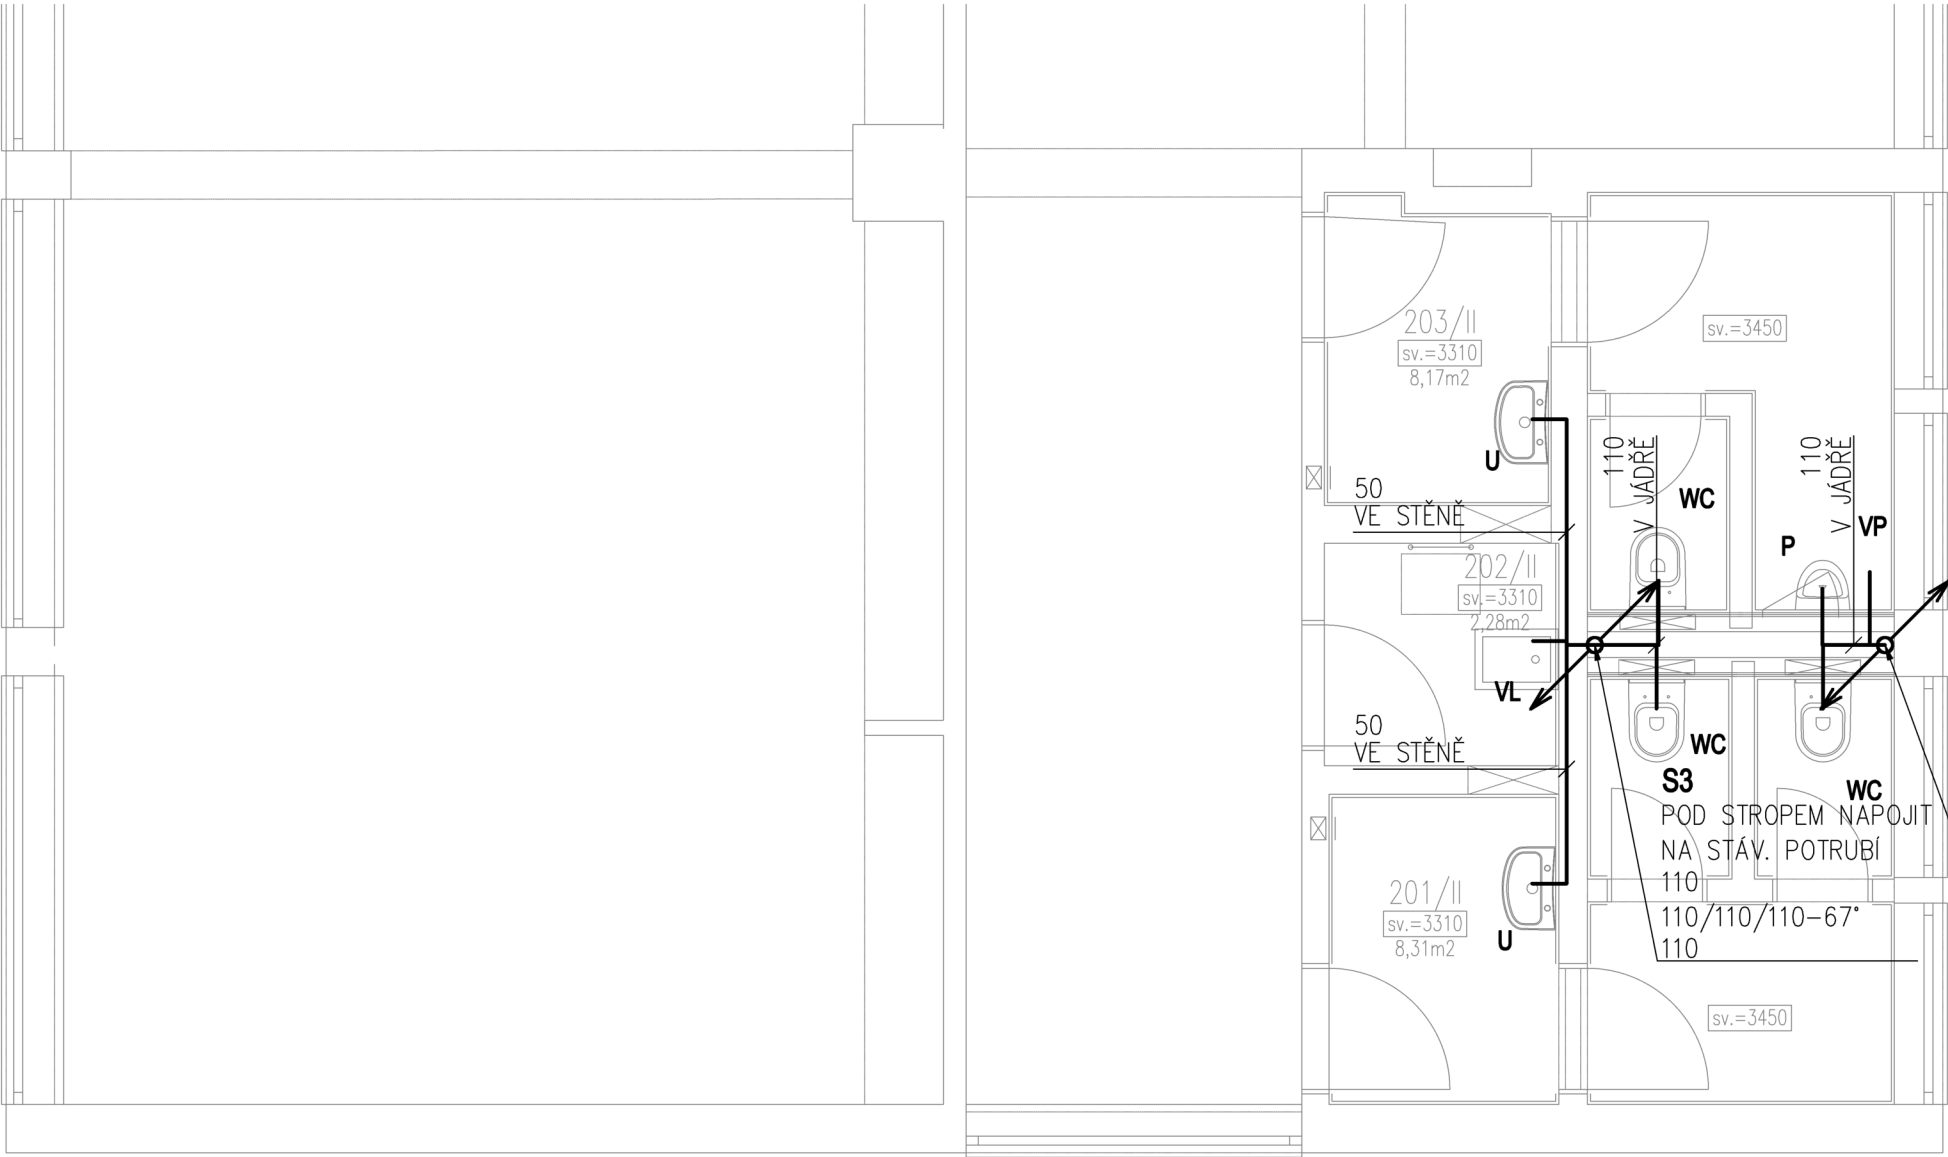 203/II
sv.=3310
8,17m2
sv.=3450
U
50
VE STĚNĚ
110
V JÁDŘE
WC
110
V JÁDŘE
VP
P
202/II
sv.=3310
2,28m2
VL
50
VE STĚNĚ
WC
S3
WC
POD STROPEM NAPOJIT
NA STÁV. POTRUBÍ
110
110/110/110-67°
110
201/II
sv.=3310
8,31m2
U
sv.=3450